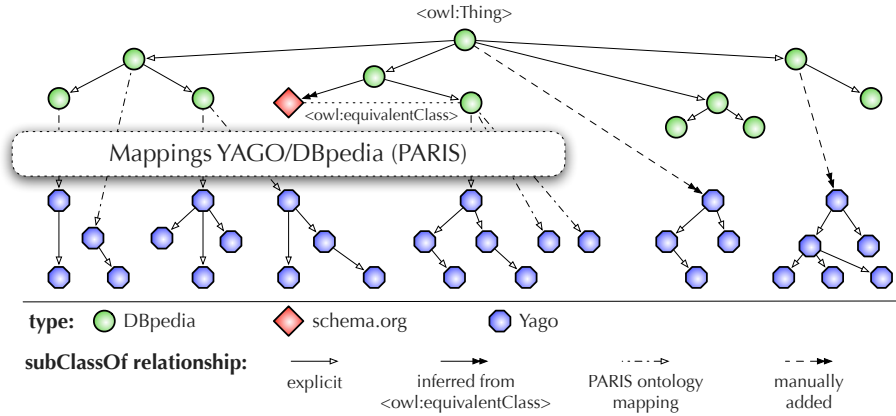 <owl:Thing>
<owl:equivalentClass>
Mappings YAGO/DBpedia (PARIS)
type: DBpedia schema.org Yago
subClassOf relationship:
explicit
inferred from
<owl:equivalentClass>
PARIS ontology
mapping
manually
added